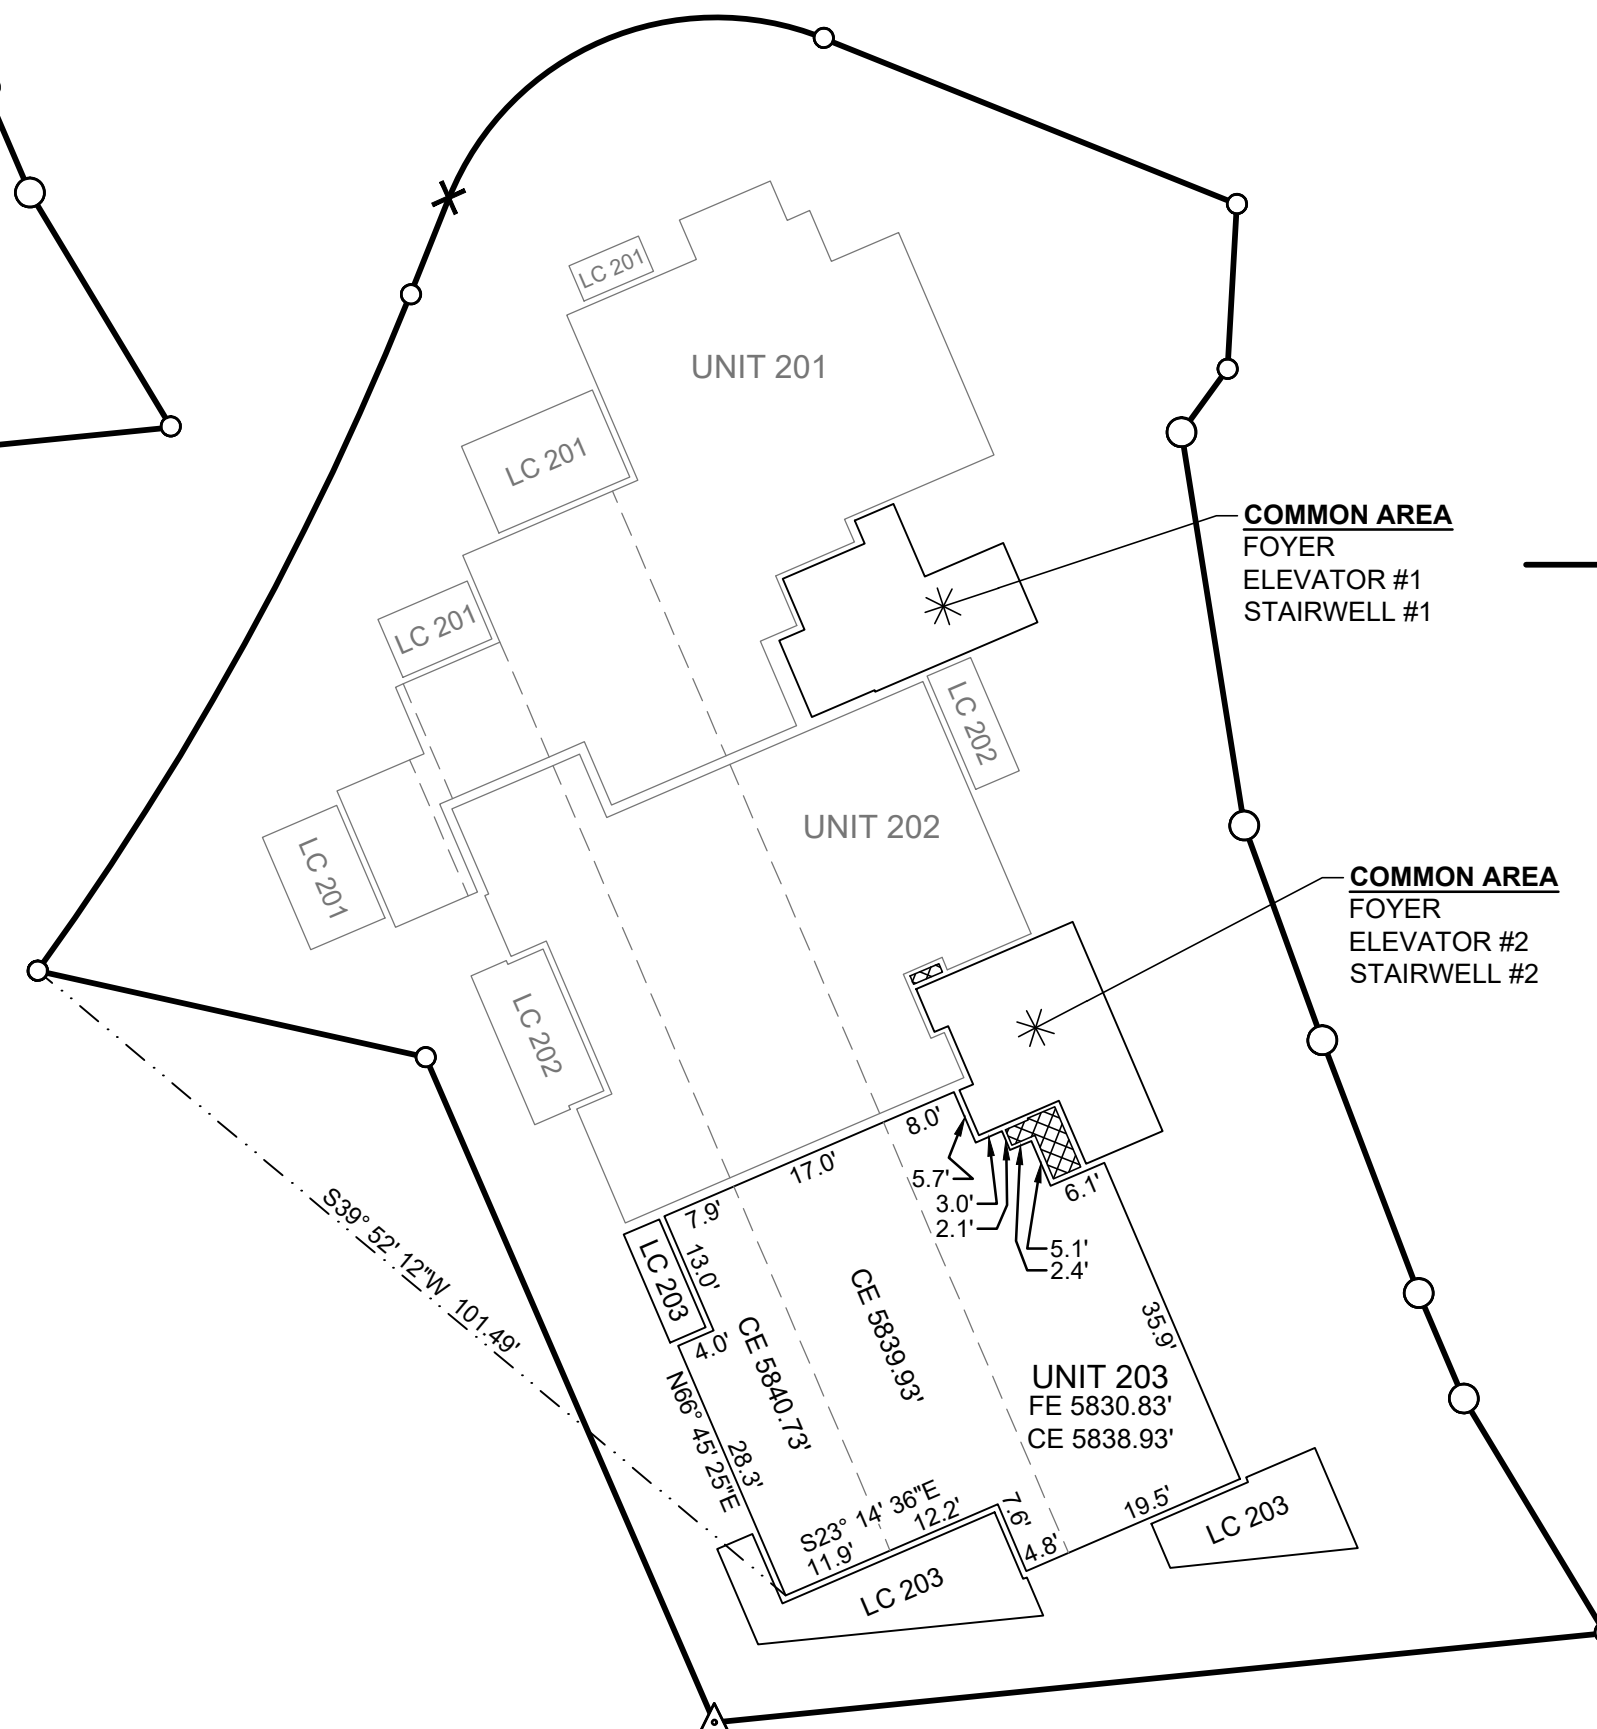 LC 201
UNIT 201
LC 201
COMMON AREA
FOYER
ELEVATOR #1
STAIRWELL #1
LC 201
LC 202
UNIT 202
LC 201
COMMON AREA
FOYER
ELEVATOR #2
STAIRWELL #2
LC 202
8.0'
17.0'
5.7'
3.0'
2.1'
6.1'
5.1'
2.4'
7.9'
13.0'
LC 203
4.0'
S39° 52' 12"W 101.49'
CE 5840.73'
CE 5839.93'
35.9'
UNIT 203
FE 5830.83'
CE 5838.93'
N66° 45' 25"E
28.3'
S23° 14' 36"E
11.9'
12.2'
7.6'
4.8'
19.5'
LC 203
LC 203